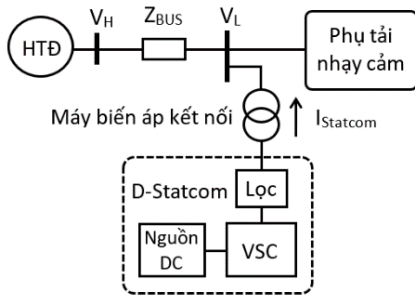 HTĐ
V_H
Z_BUS
V_L
Phụ tải
nhạy cảm
Máy biến áp kết nối
I_Statcom
D-Statcom
Lọc
Nguồn
DC
VSC